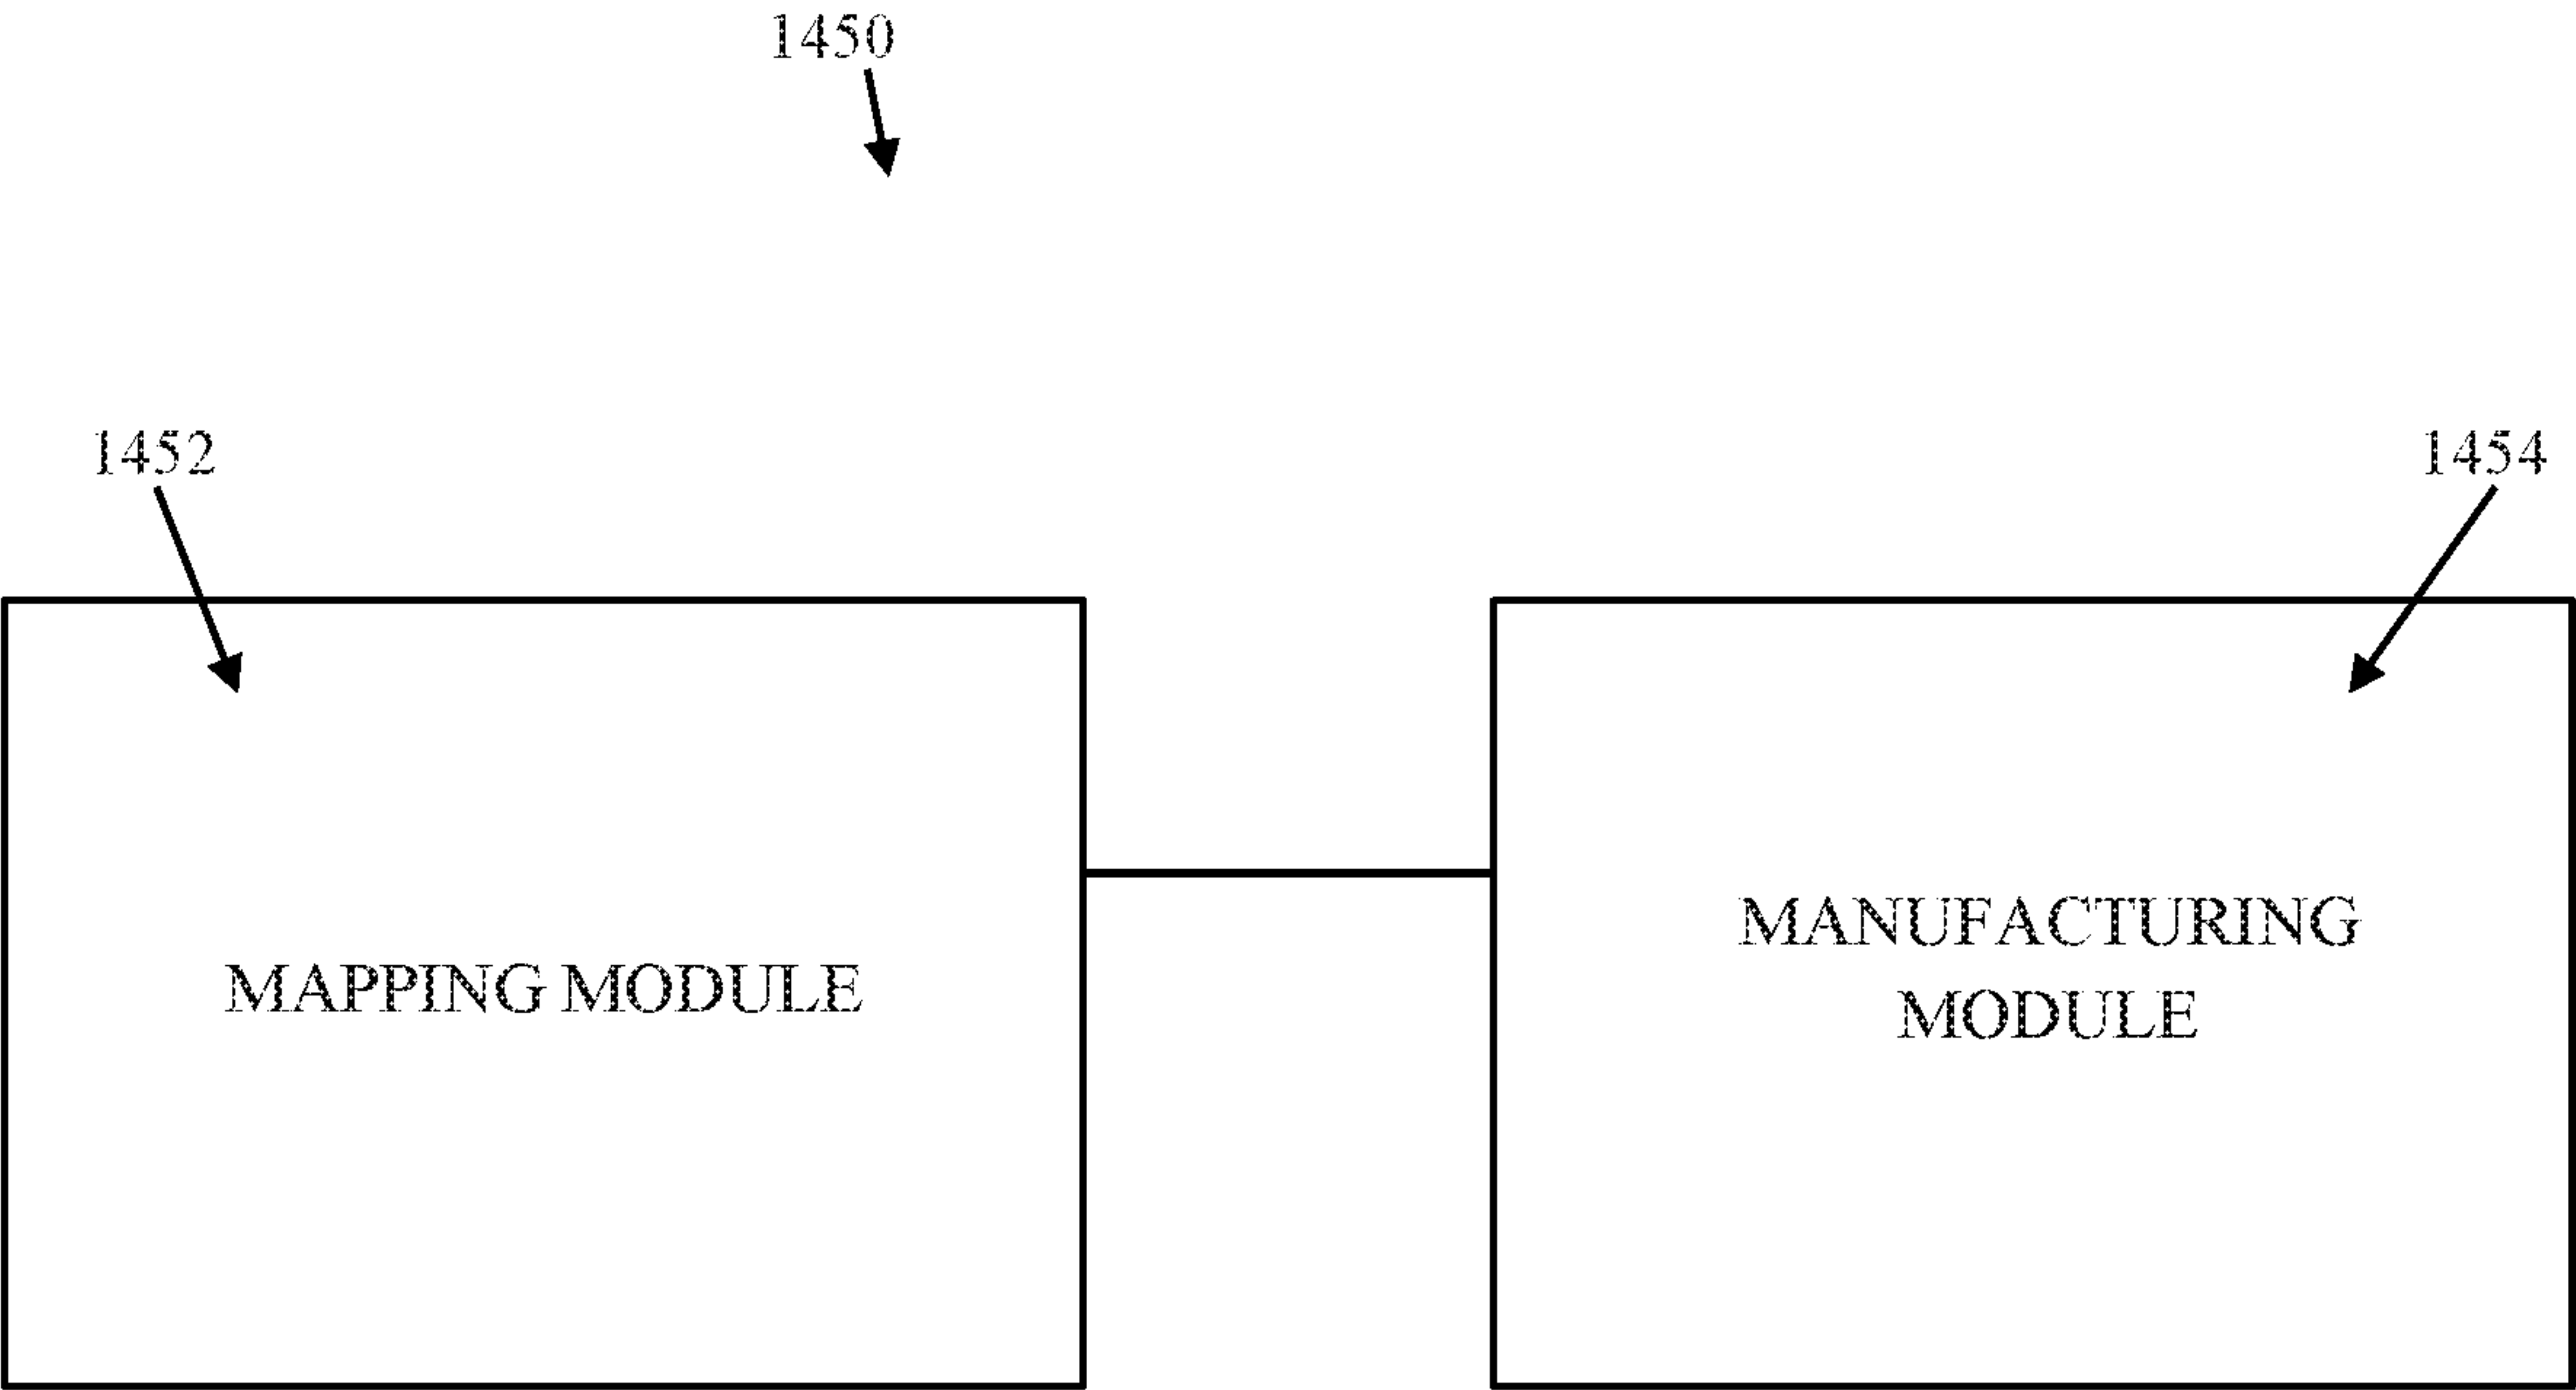 1450
1452
1454
MAPPING MODULE
MANUFACTURING
MODULE